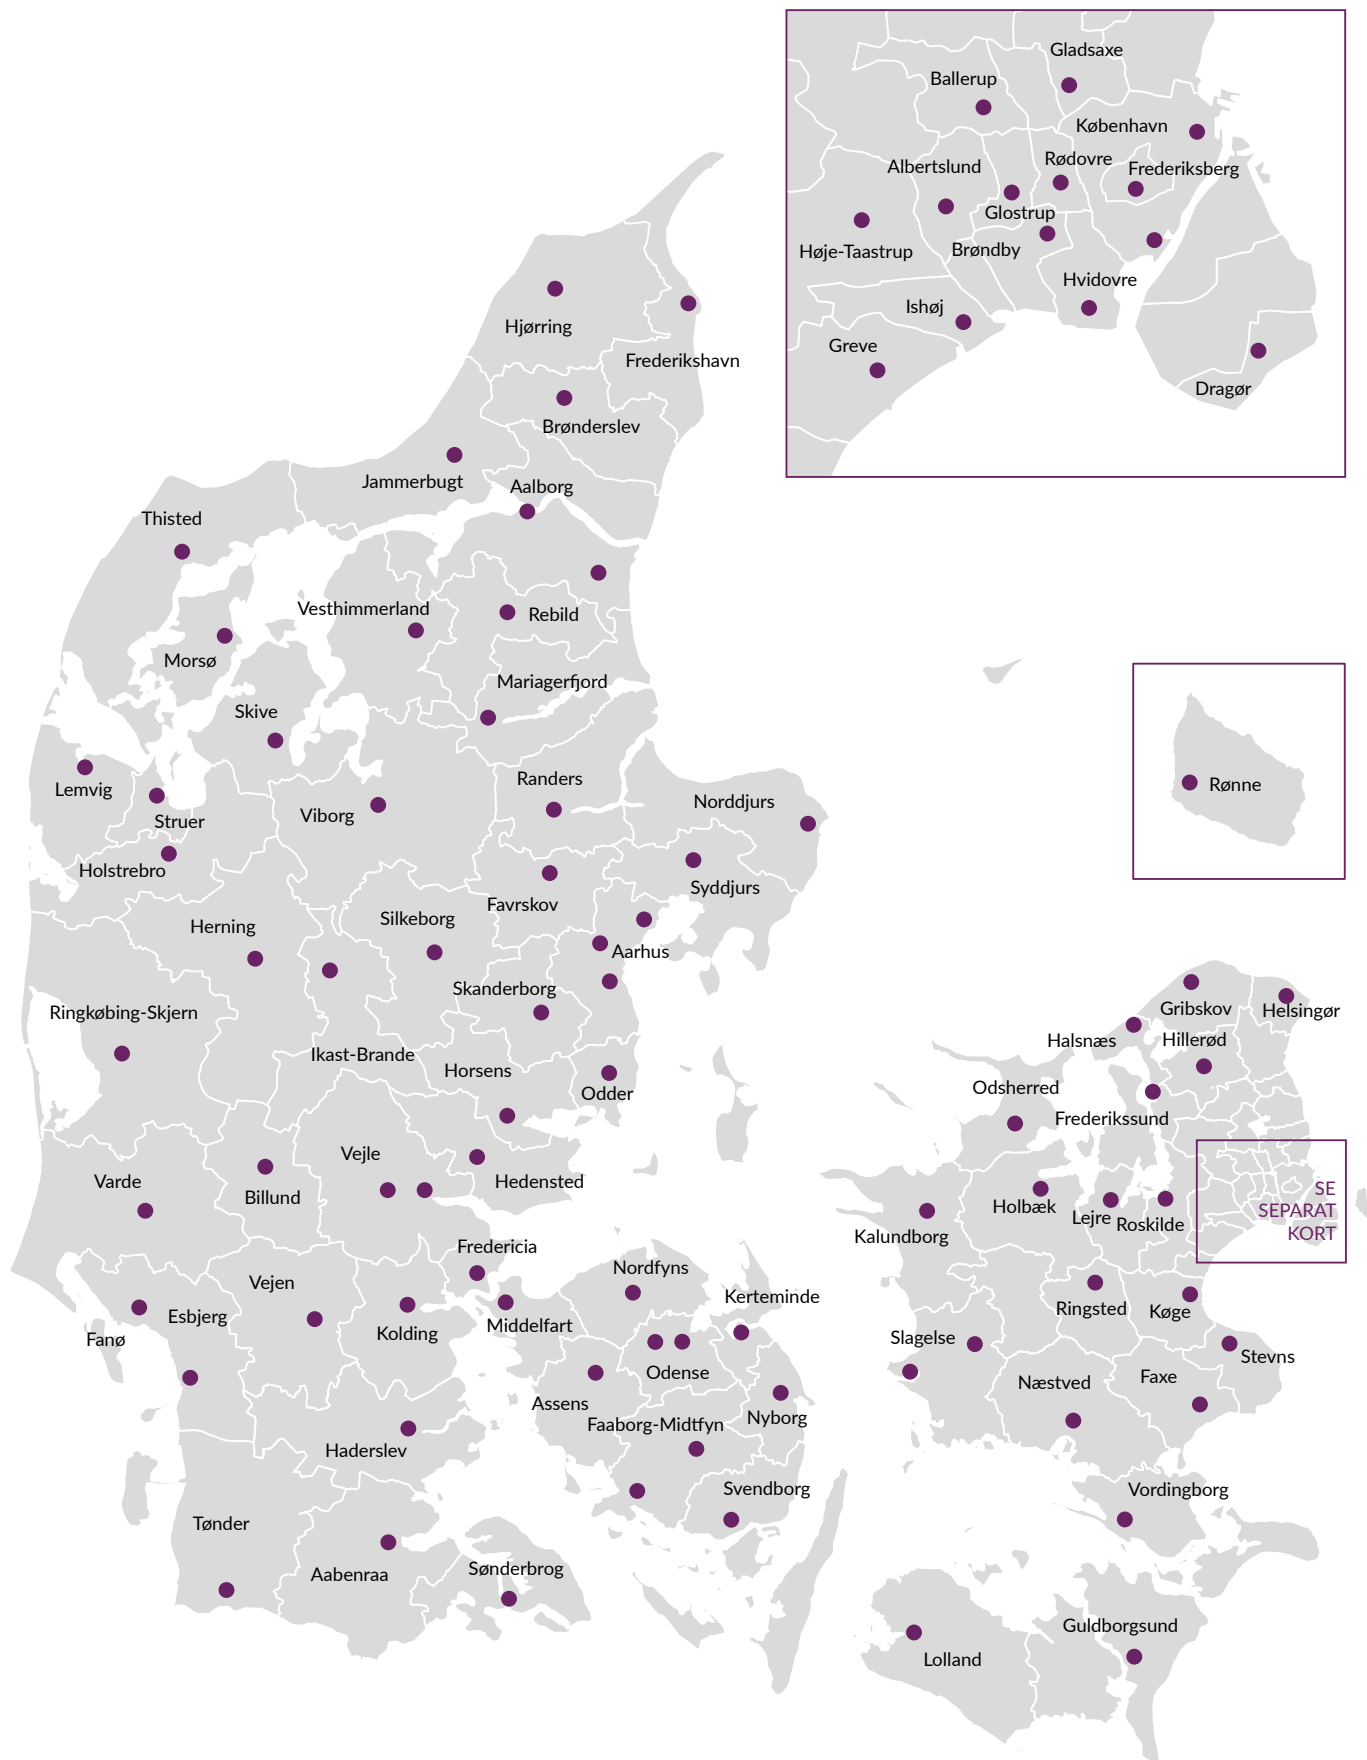 Gladsaxe
Ballerup
København
Rødovre
Albertslund
Frederiksberg
Glostrup
Høje-Taastrup
Brøndby
Hvidovre
Ishøj
Greve
Dragør
Hjørring
Frederikshavn
Brønderslev
Jammerbugt
Aalborg
Thisted
Vesthimmerland
Rebild
Morsø
Mariagerfjord
Skive
Randers
Lemvig
Rønne
Norddjurs
Viborg
Struer
Holstrebro
Syddjurs
Favrskov
Silkeborg
Herning
Aarhus
Skanderborg
Ringkøbing-Skjern
Gribskov
Helsingør
Halsnæs
Hillerød
Ikast-Brande
Horsens
Odder
Odsherred
Frederikssund
Vejle
Varde
Hedensted
Billund
SE
SEPARAT
KORT
Holbæk
Lejre
Roskilde
Kalundborg
Fredericia
Nordfyns
Vejen
Kerteminde
Ringsted
Køge
Esbjerg
Middelfart
Kolding
Fanø
Slagelse
Stevns
Odense
Næstved
Faxe
Assens
Nyborg
Faaborg-Midtfyn
Haderslev
Svendborg
Vordingborg
Tønder
Sønderbrog
Aabenraa
Guldborgsund
Lolland